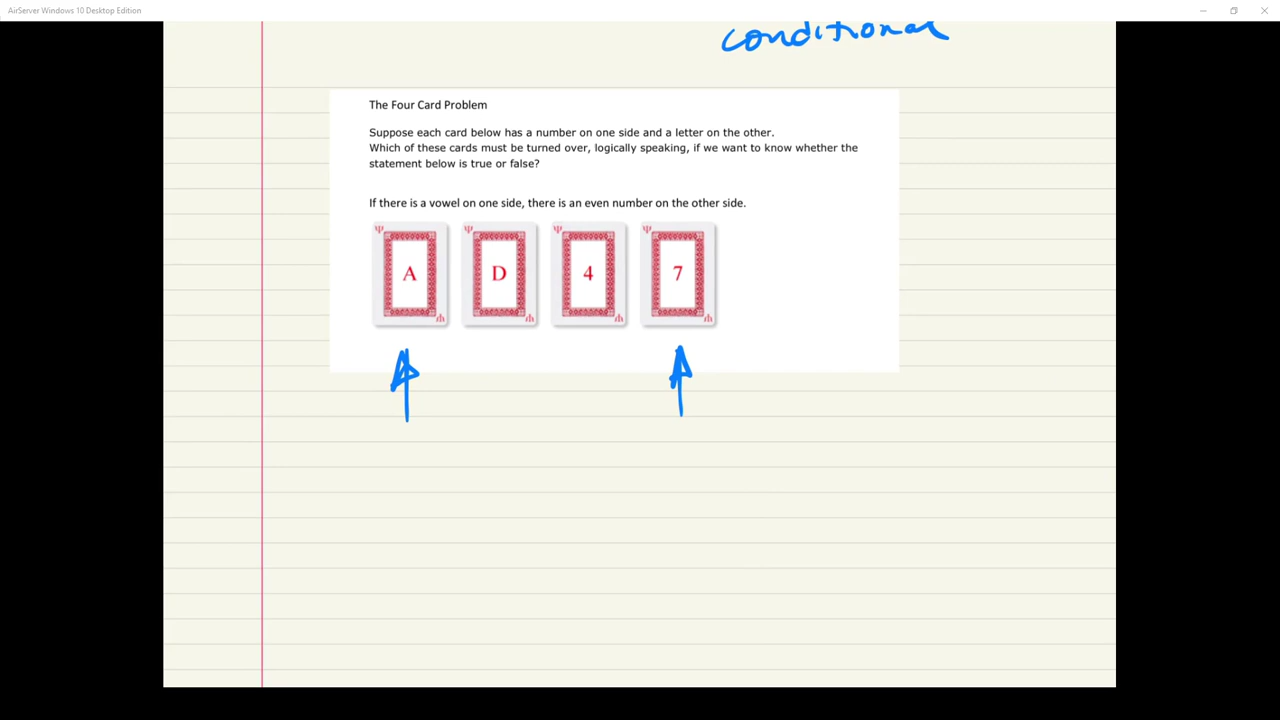 AirServer Windows 10 Desktop Edition
conditional
The Four Card Problem
Suppose each card below has a number on one side and a letter on the other.
Which of these cards must be turned over, logically speaking, if we want to know whether the
statement below is true or false?
If there is a vowel on one side, there is an even number on the other side.
A D 4 7